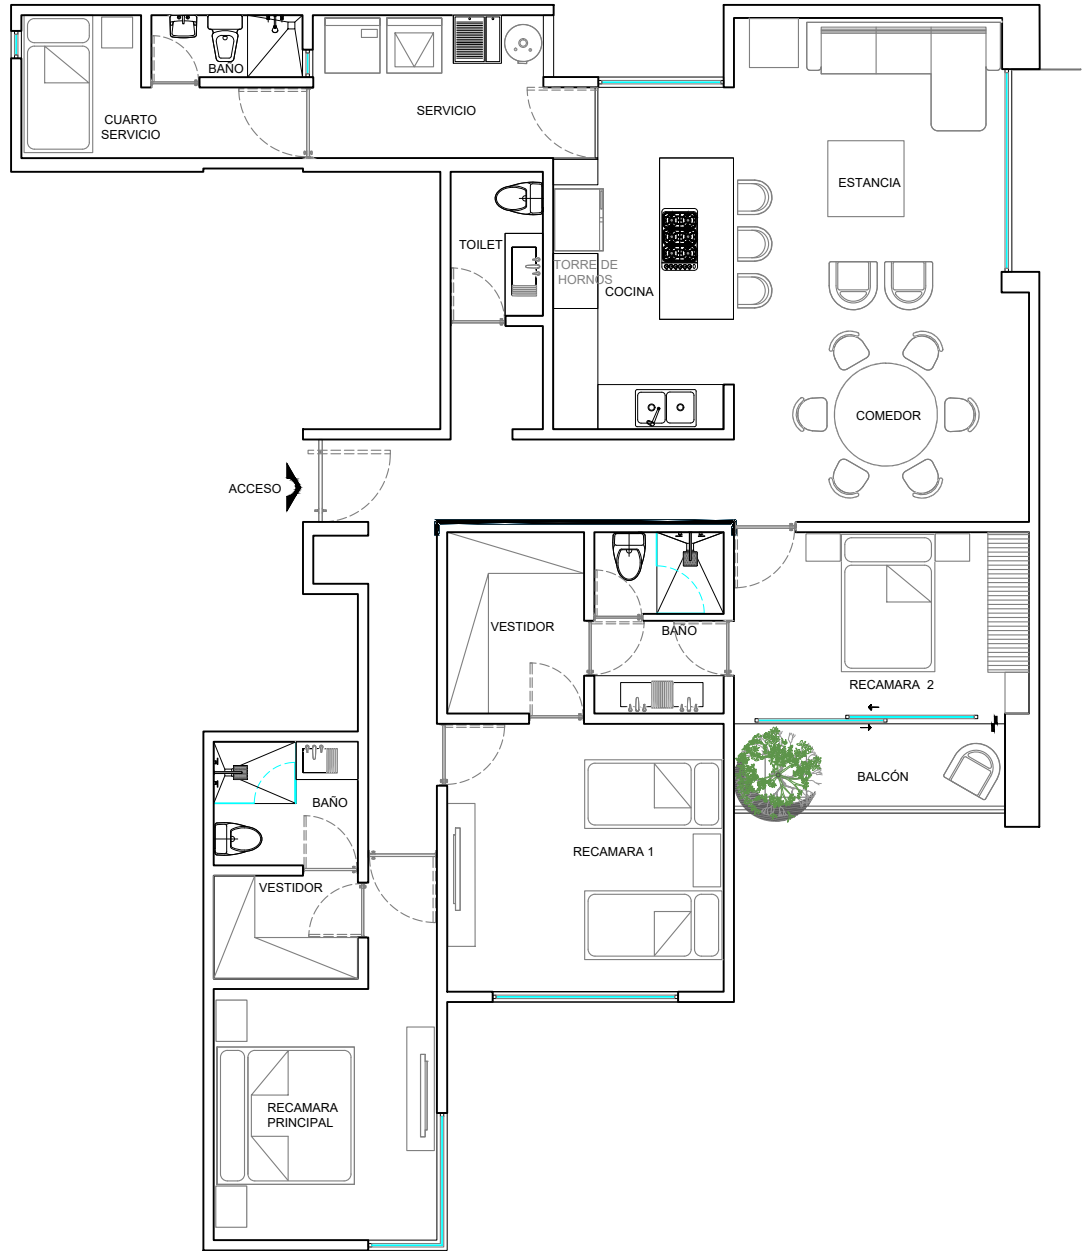 BAÑO
CUARTO
SERVICIO
SERVICIO
ESTANCIA
TOILET
TORRE DE
HORNOS
COCINA
COMEDOR
ACCESO
VESTIDOR
BAÑO
RECAMARA 2
BALCÓN
BAÑO
RECAMARA 1
VESTIDOR
RECAMARA
PRINCIPAL